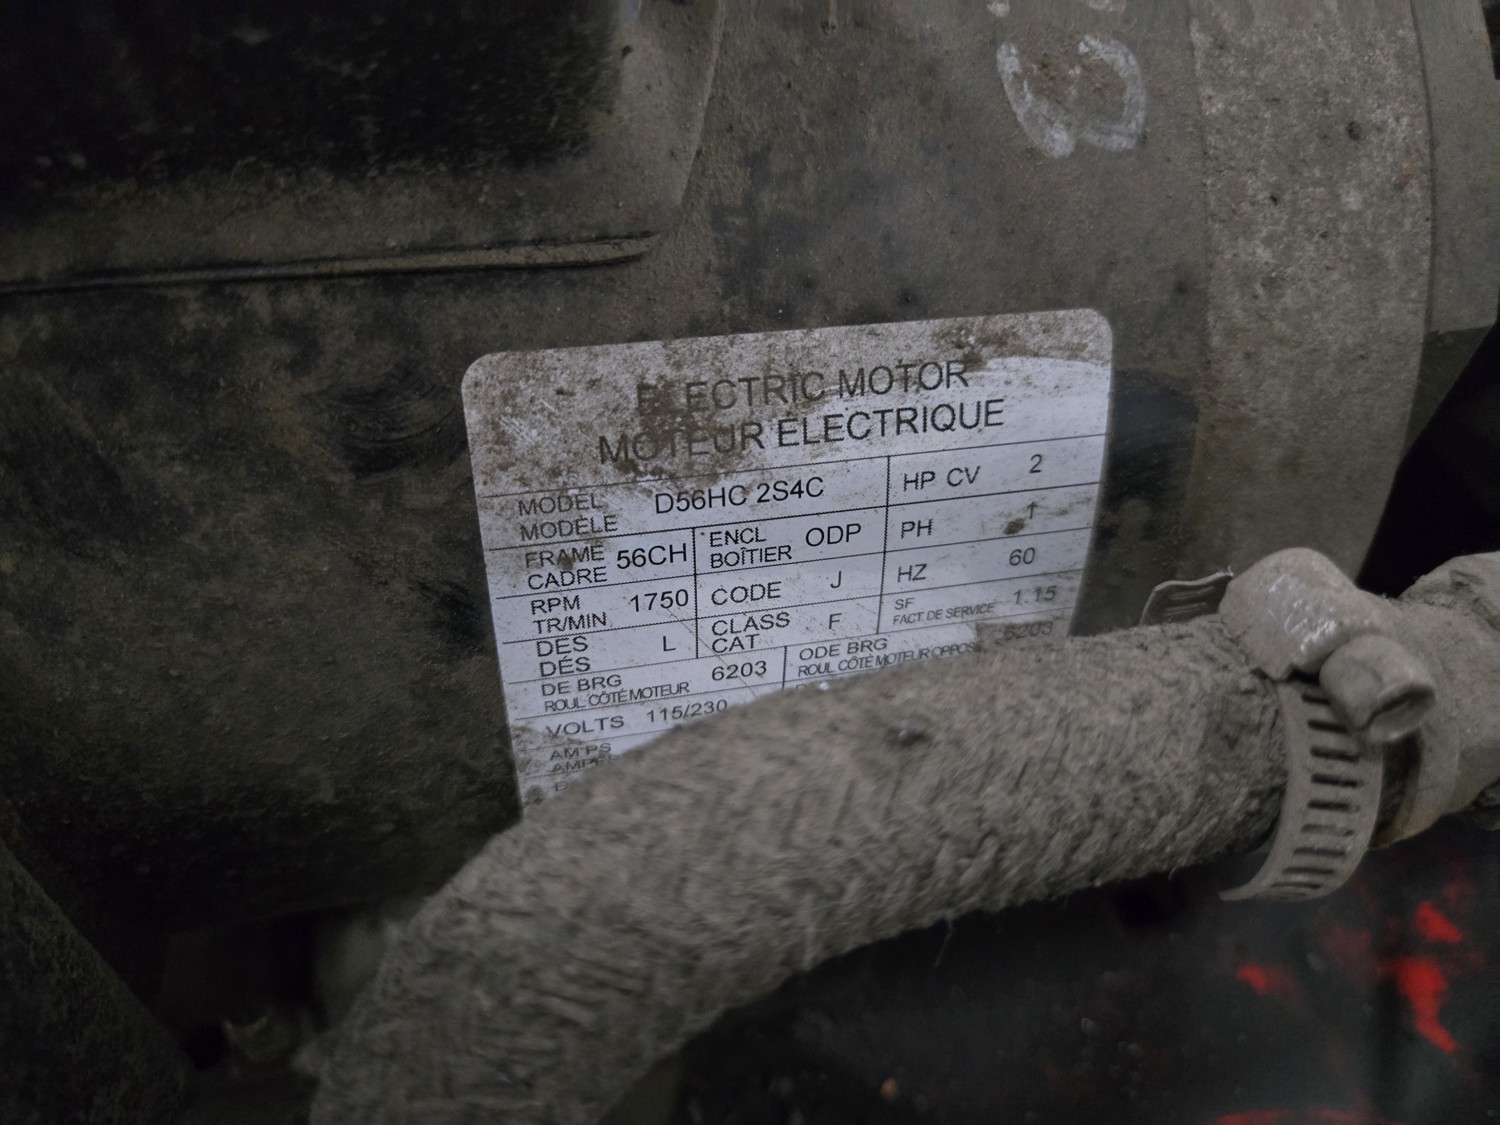 ELECTRIC MOTOR
MOTEUR ÉLECTRIQUE
MODEL
MODÈLE D56HC 2S4C HP CV 2
FRAME
CADRE 56CH ENCL
BOÎTIER ODP PH 1
RPM
TR/MIN 1750 CODE J HZ 60
DES
DÉS L CLASS
CAT F SF
FACT. DE SERVICE 1.15
DE BRG
ROUL CÔTÉ MOTEUR 6203 ODE BRG
ROUL CÔTÉ MOTEUR 6203
VOLTS 115/230
AMPS